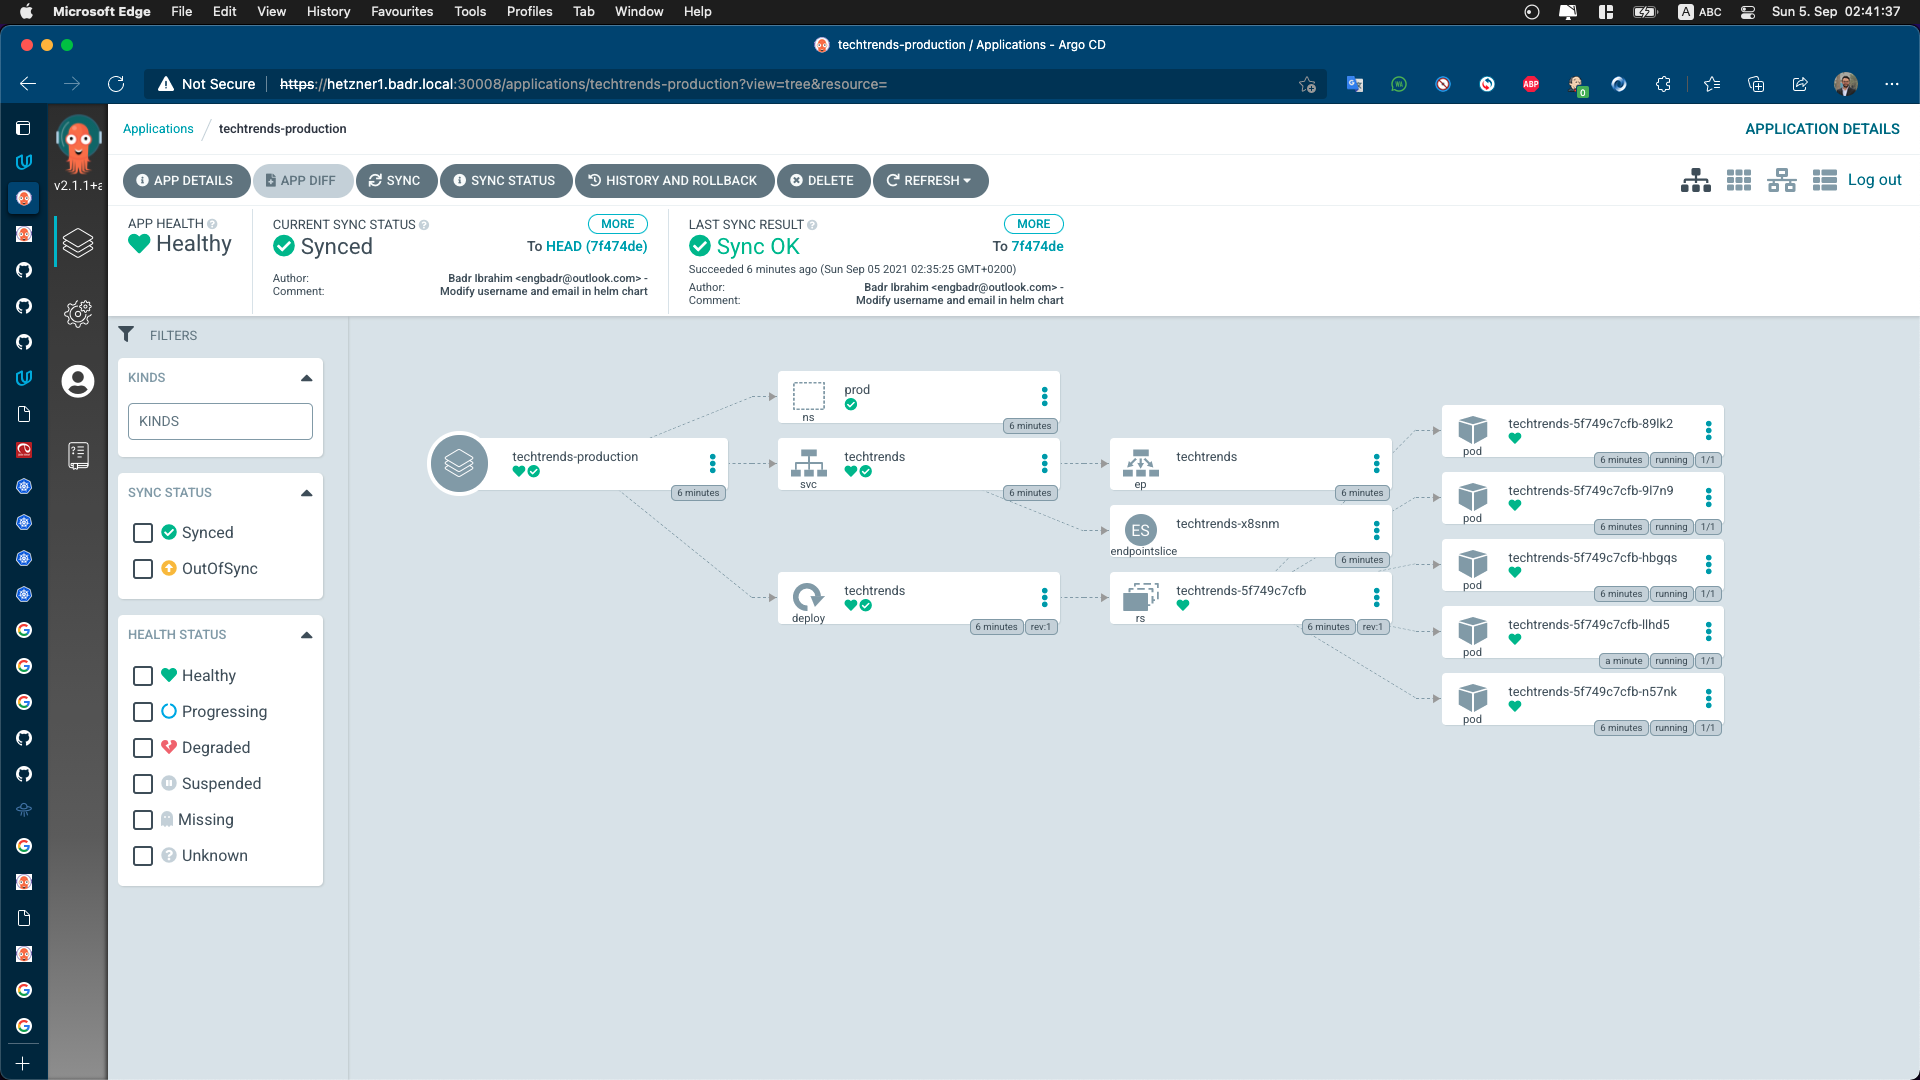 Microsoft Edge File Edit View History Favourites Tools Profiles Tab Window Help A ABC Sun 5. Sep 02:41:37
techtrends-production / Applications - Argo CD
Not Secure https://hetzner1.badr.local:30008/applications/techtrends-production?view=tree&resource= ABP 0
v2.1.1+a
Applications / techtrends-production APPLICATION DETAILS
APP DETAILS APP DIFF SYNC SYNC STATUS HISTORY AND ROLLBACK DELETE REFRESH Log out
APP HEALTH
Healthy
CURRENT SYNC STATUS MORE
Synced To HEAD (7f474de)
Author: Badr Ibrahim <engbadr@outlook.com> -
Comment: Modify username and email in helm chart
LAST SYNC RESULT MORE
Sync OK To 7f474de
Succeeded 6 minutes ago (Sun Sep 05 2021 02:35:25 GMT+0200)
Author: Badr Ibrahim <engbadr@outlook.com> -
Comment: Modify username and email in helm chart
FILTERS
KINDS
KINDS
SYNC STATUS
Synced
OutOfSync
HEALTH STATUS
Healthy
Progressing
Degraded
Suspended
Missing
Unknown
techtrends-production
6 minutes
prod
ns
6 minutes
techtrends
svc
6 minutes
techtrends
deploy
6 minutes rev:1
techtrends
ep
6 minutes
ES techtrends-x8snm
endpointslice
6 minutes
techtrends-5f749c7cfb
rs
6 minutes rev:1
techtrends-5f749c7cfb-89lk2
pod
6 minutes running 1/1
techtrends-5f749c7cfb-9l7n9
pod
6 minutes running 1/1
techtrends-5f749c7cfb-hbgqs
pod
6 minutes running 1/1
techtrends-5f749c7cfb-llhd5
pod
a minute running 1/1
techtrends-5f749c7cfb-n57nk
pod
6 minutes running 1/1